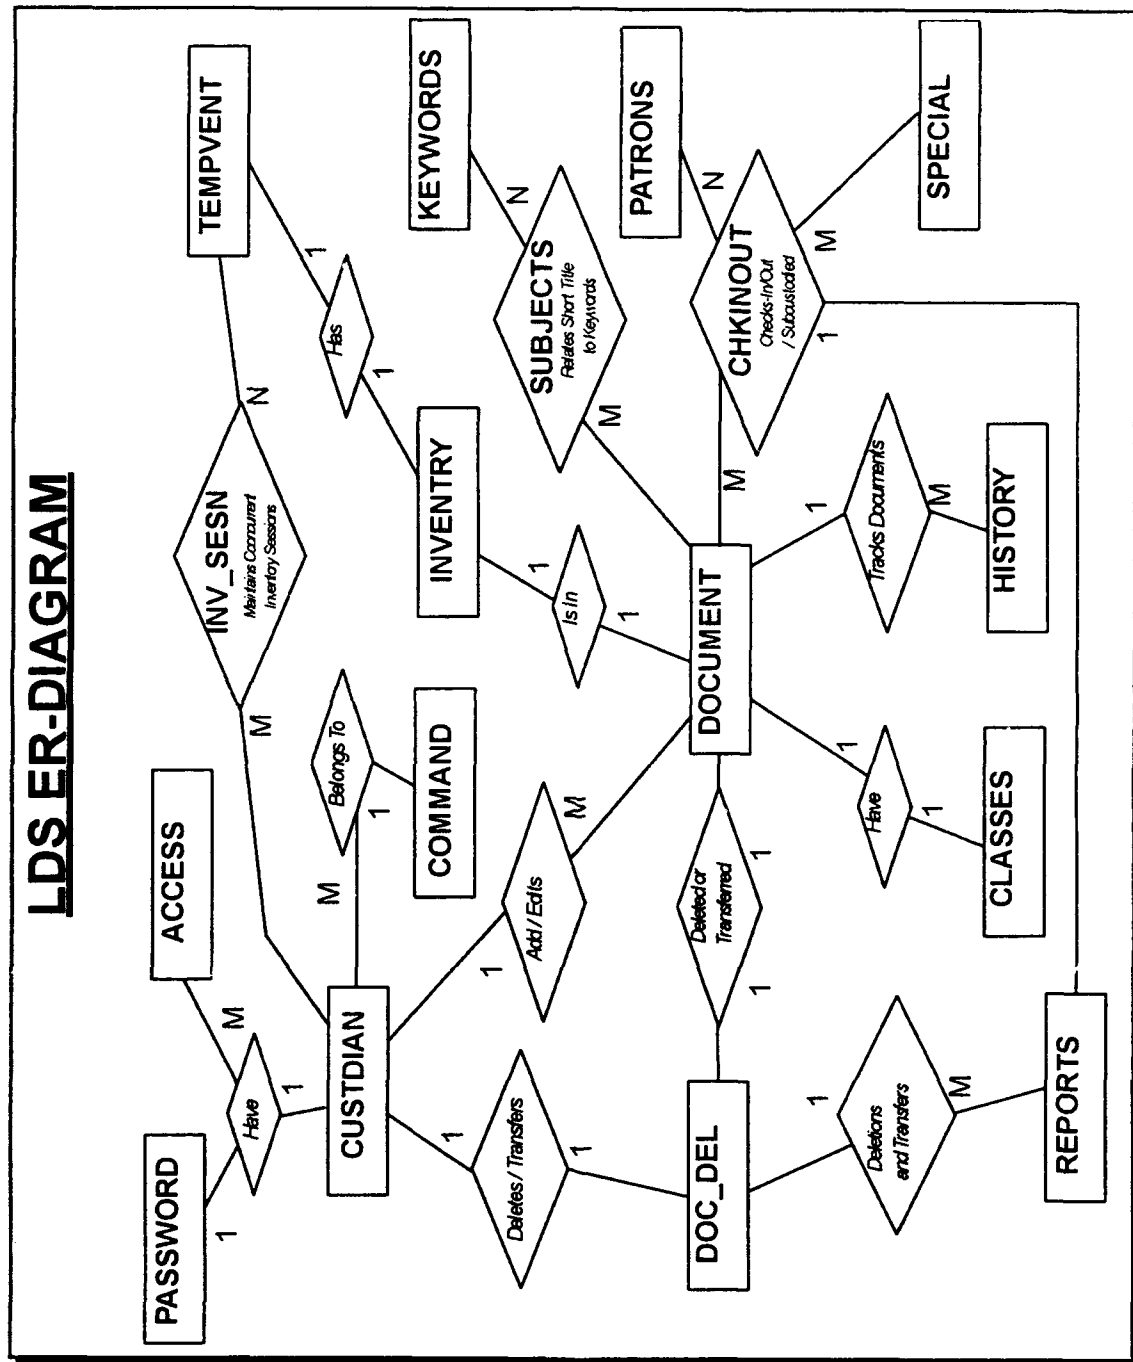 LDS ER-DIAGRAM
PASSWORD
1
Have
M
1
ACCESS
CUSTDIAN
M
Belongs To
1
COMMAND
M
INV_SESN
Maintains Concurrent
Inventory Sessions
N
TEMPVENT
1
Has
1
INVENTRY
1
Is In
1
1
Add / Edits
M
1
Deletes / Transfers
1
DOC_DEL
1
Deleted or
Transferred
1
DOCUMENT
M
SUBJECTS
Relates Short Title
to Keywords
N
KEYWORDS
M
CHKINOUT
Checks-In/Out
/ Subcustodied
N
PATRONS
M
SPECIAL
1
1
Tracks Documents
M
HISTORY
1
Have
1
CLASSES
1
Deletions
and Transfers
M
REPORTS